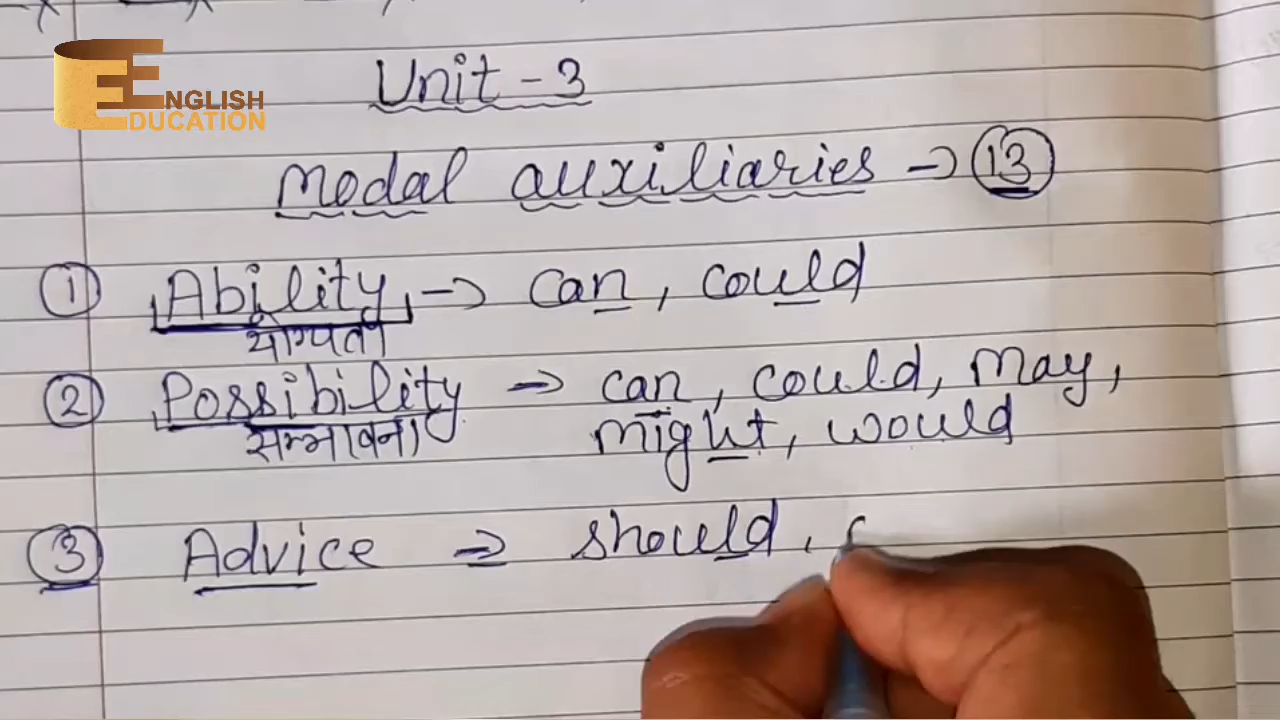 ENGLISH
EDUCATION
Unit - 3
Modal auxiliaries → 13
1 Ability → can, could
योग्यता
2 Possibility → can, could, may,
सम्भावना might, would
3 Advice → should,